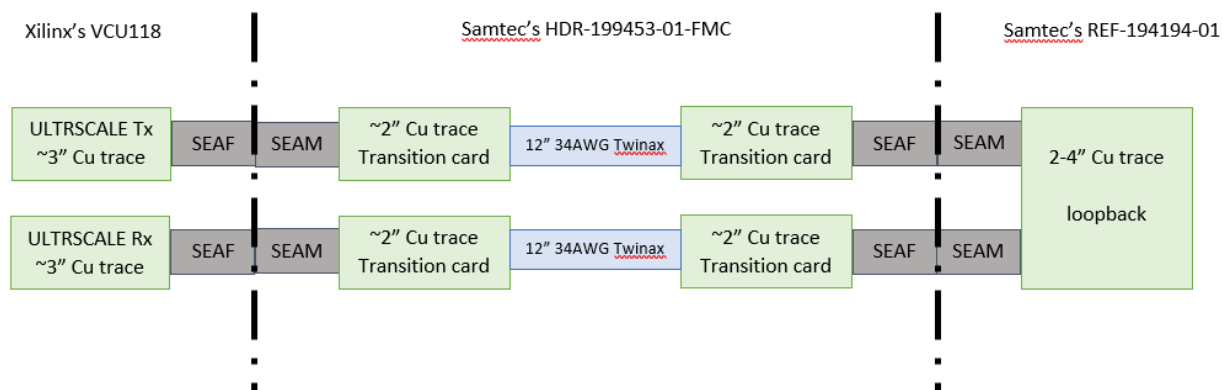 Xilinx's VCU118
Samtec's HDR-199453-01-FMC
Samtec's REF-194194-01
ULTRSCALE Tx
~3" Cu trace
SEAF
SEAM
~2" Cu trace
Transition card
12" 34AWG Twinax
~2" Cu trace
Transition card
SEAF
SEAM
2-4" Cu trace
loopback
ULTRSCALE Rx
~3" Cu trace
SEAF
SEAM
~2" Cu trace
Transition card
12" 34AWG Twinax
~2" Cu trace
Transition card
SEAF
SEAM